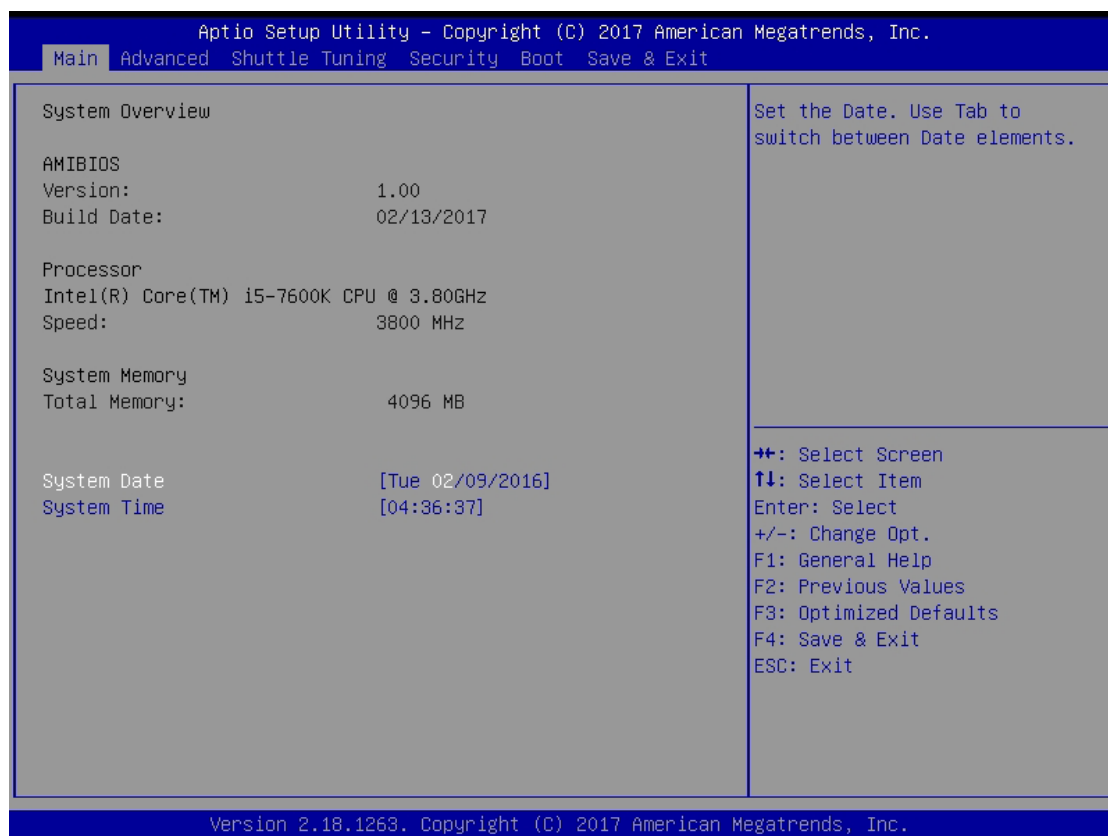 Aptio Setup Utility – Copyright (C) 2017 American Megatrends, Inc.
Main Advanced Shuttle Tuning Security Boot Save & Exit
System Overview
AMIBIOS
Version: 1.00
Build Date: 02/13/2017
Processor
Intel(R) Core(TM) i5-7600K CPU @ 3.80GHz
Speed: 3800 MHz
System Memory
Total Memory: 4096 MB
System Date [Tue 02/09/2016]
System Time [04:36:37]
Set the Date. Use Tab to
switch between Date elements.
→←: Select Screen
↑↓: Select Item
Enter: Select
+/-: Change Opt.
F1: General Help
F2: Previous Values
F3: Optimized Defaults
F4: Save & Exit
ESC: Exit
Version 2.18.1263. Copyright (C) 2017 American Megatrends, Inc.